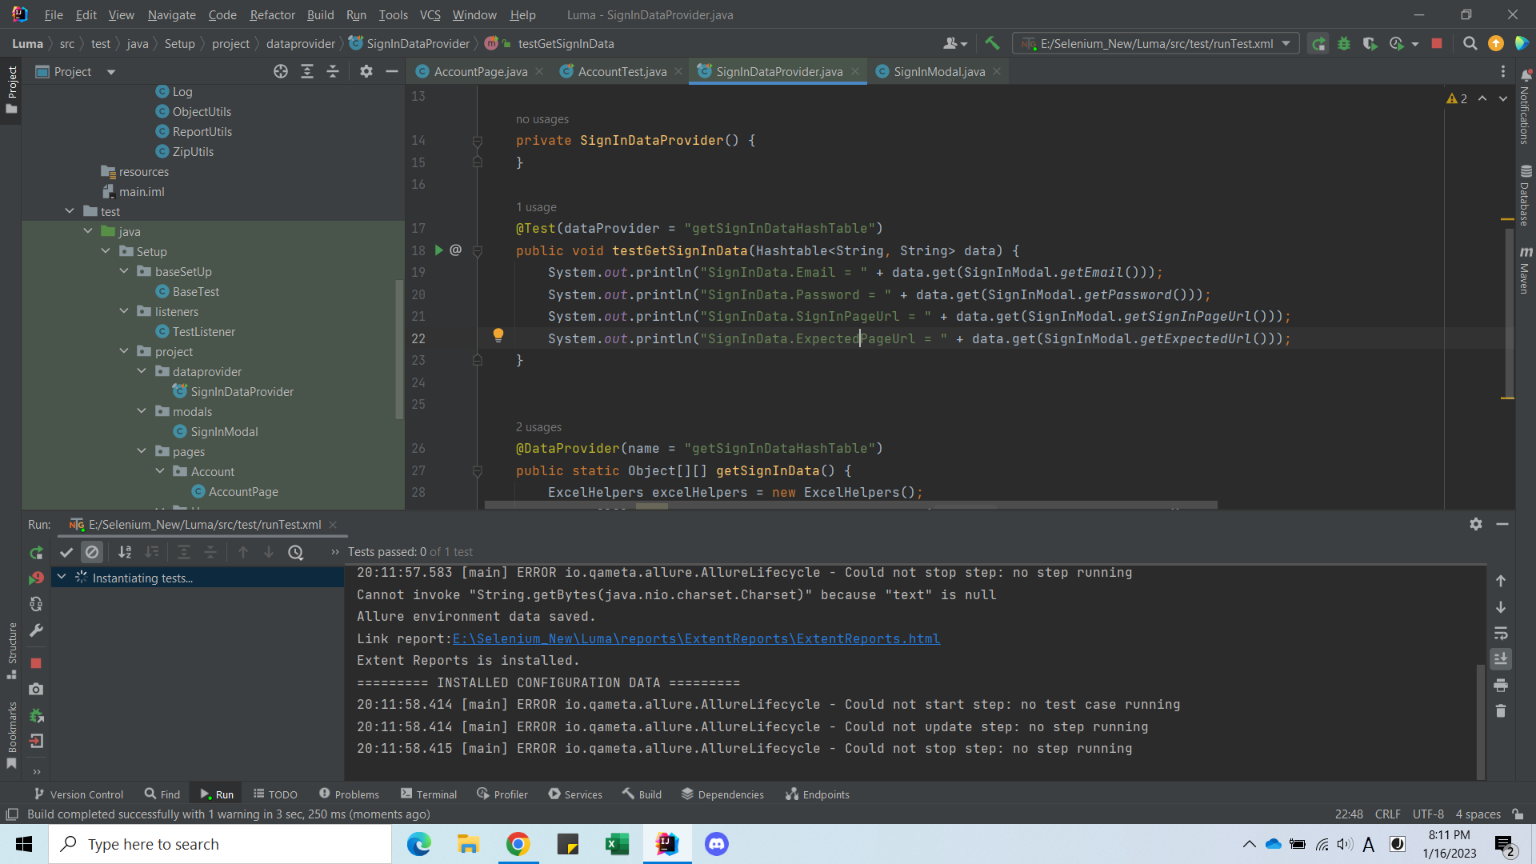 File Edit View Navigate Code Refactor Build Run Tools VCS Window Help Luma - SignInDataProvider.java
Luma src test java Setup project dataprovider SignInDataProvider testGetSignInData E:/Selenium_New/Luma/src/test/runTest.xml
Project AccountPage.java AccountTest.java SignInDataProvider.java SignInModal.java
Project
Notifications
Database
Maven
Structure
Bookmarks
Log
ObjectUtils
ReportUtils
ZipUtils
resources
main.iml
test
java
Setup
baseSetUp
BaseTest
listeners
TestListener
project
dataprovider
SignInDataProvider
modals
SignInModal
pages
Account
AccountPage
2
13
no usages
14 private SignInDataProvider() {
15 }
16
1 usage
17 @Test(dataProvider = "getSignInDataHashTable")
18 public void testGetSignInData(Hashtable<String, String> data) {
19 System.out.println("SignInData.Email = " + data.get(SignInModal.getEmail()));
20 System.out.println("SignInData.Password = " + data.get(SignInModal.getPassword()));
21 System.out.println("SignInData.SignInPageUrl = " + data.get(SignInModal.getSignInPageUrl()));
22 System.out.println("SignInData.ExpectedPageUrl = " + data.get(SignInModal.getExpectedUrl()));
23 }
24
25
2 usages
26 @DataProvider(name = "getSignInDataHashTable")
27 public static Object[][] getSignInData() {
28 ExcelHelpers excelHelpers = new ExcelHelpers();
Run: E:/Selenium_New/Luma/src/test/runTest.xml
Tests passed: 0 of 1 test
Instantiating tests...
20:11:57.583 [main] ERROR io.qameta.allure.AllureLifecycle - Could not stop step: no step running
Cannot invoke "String.getBytes(java.nio.charset.Charset)" because "text" is null
Allure environment data saved.
Link report:E:\Selenium_New\Luma\reports\ExtentReports\ExtentReports.html
Extent Reports is installed.
========= INSTALLED CONFIGURATION DATA =========
20:11:58.414 [main] ERROR io.qameta.allure.AllureLifecycle - Could not start step: no test case running
20:11:58.414 [main] ERROR io.qameta.allure.AllureLifecycle - Could not update step: no step running
20:11:58.415 [main] ERROR io.qameta.allure.AllureLifecycle - Could not stop step: no step running
Version Control Find Run TODO Problems Terminal Profiler Services Build Dependencies Endpoints
Build completed successfully with 1 warning in 3 sec, 250 ms (moments ago) 22:48 CRLF UTF-8 4 spaces
Type here to search
A
8:11 PM
1/16/2023
2